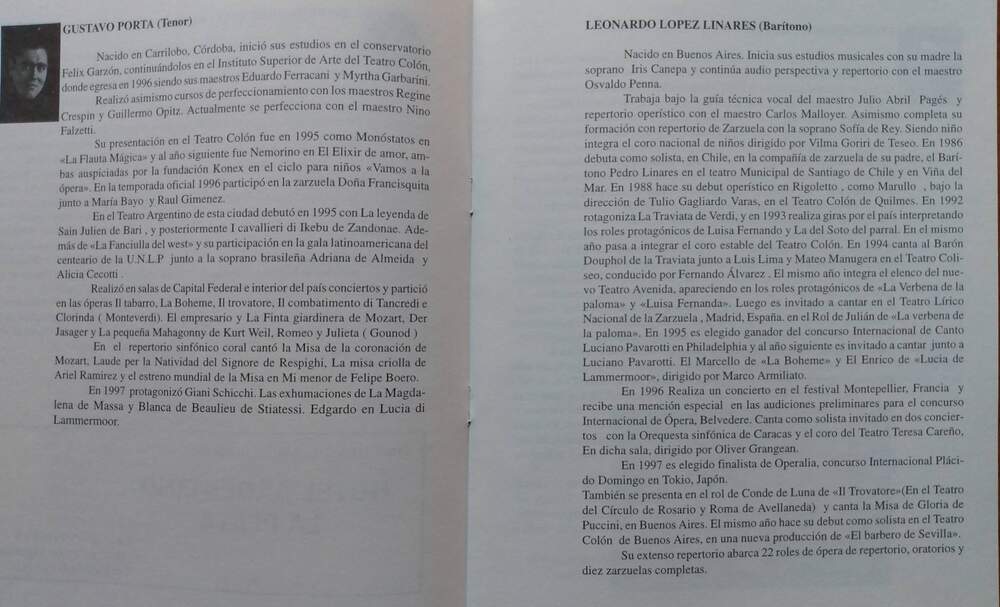 GUSTAVO PORTA (Tenor)
Nacido en Carrilobo, Córdoba, inició sus estudios en el conservatorio
Felix Garzón, continuándolos en el Instituto Superior de Arte del Teatro Colón,
donde egresa en 1996 siendo sus maestros Eduardo Ferracani y Myrtha Garbarini.
Realizó asimismo cursos de perfeccionamiento con los maestros Regine
Crespin y Guillermo Opitz. Actualmente se perfecciona con el maestro Nino
Falzetti.
Su presentación en el Teatro Colón fue en 1995 como Monóstatos en
«La Flauta Mágica» y al año siguiente fue Nemorino en El Elixir de amor, am-
bas auspiciadas por la fundación Konex en el ciclo para niños «Vamos a la
ópera». En la temporada oficial 1996 participó en la zarzuela Doña Francisquita
junto a María Bayo y Raul Gimenez.
En el Teatro Argentino de esta ciudad debutó en 1995 con La leyenda de
Sain Julien de Bari , y posteriormente I cavallieri di Ikebu de Zandonae. Ade-
más de «La Fanciulla del west» y su participación en la gala latinoamericana del
centeario de la U.N.L.P junto a la soprano brasileña Adriana de Almeida y
Alicia Cecotti .
Realizó en salas de Capital Federal e interior del país conciertos y partició
en las óperas Il tabarro, La Boheme, Il trovatore, Il combatimento di Tancredi e
Clorinda ( Monteverdi). El empresario y La Finta giardinera de Mozart, Der
Jasager y La pequeña Mahagonny de Kurt Weil, Romeo y Julieta ( Gounod )
En el repertorio sinfónico coral cantó la Misa de la coronación de
Mozart, Laude per la Natividad del Signore de Respighi, La misa criolla de
Ariel Ramirez y el estreno mundial de la Misa en Mi menor de Felipe Boero.
En 1997 protagonizó Giani Schicchi. Las exhumaciones de La Magda-
lena de Massa y Blanca de Beaulieu de Stiatessi. Edgardo en Lucia di
Lammermoor.
LEONARDO LOPEZ LINARES (Barítono)
Nacido en Buenos Aires. Inicia sus estudios musicales con su madre la
soprano Iris Canepa y continúa audio perspectiva y repertorio con el maestro
Osvaldo Penna.
Trabaja bajo la guía técnica vocal del maestro Julio Abril Pagés y
repertorio operístico con el maestro Carlos Malloyer. Asimismo completa su
formación con repertorio de Zarzuela con la soprano Soffa de Rey. Siendo niño
integra el coro nacional de niños dirigido por Vilma Goriri de Teseo. En 1986
debuta como solista, en Chile, en la compañía de zarzuela de su padre, el Barí-
tono Pedro Linares en el teatro Municipal de Santiago de Chile y en Viña del
Mar. En 1988 hace su debut operístico en Rigoletto , como Marullo , bajo la
dirección de Tulio Gagliardo Varas, en el Teatro Colón de Quilmes. En 1992
rotagoniza La Traviata de Verdi, y en 1993 realiza giras por el país interpretando
los roles protagónicos de Luisa Fernando y La del Soto del parral. En el mismo
año pasa a integrar el coro estable del Teatro Colón. En 1994 canta al Barón
Douphol de la Traviata junto a Luis Lima y Mateo Manugera en el Teatro Coli-
seo, conducido por Fernando Álvarez . El mismo año integra el elenco del nue-
vo Teatro Avenida, apareciendo en los roles protagónicos de «La Verbena de la
paloma» y «Luisa Fernanda». Luego es invitado a cantar en el Teatro Lírico
Nacional de la Zarzuela , Madrid, España. en el Rol de Julián de «La verbena de
la paloma». En 1995 es elegido ganador del concurso Internacional de Canto
Luciano Pavarotti en Philadelphia y al año siguiente es invitado a cantar junto a
Luciano Pavarotti. El Marcello de «La Boheme» y El Enrico de «Lucia de
Lammermoor», dirigido por Marco Armiliato.
En 1996 Realiza un concierto en el festival Montepellier, Francia y
recibe una mención especial en las audiciones preliminares para el concurso
Internacional de Ópera, Belvedere. Canta como solista invitado en dos concier-
tos con la Orequesta sinfónica de Caracas y el coro del Teatro Teresa Careño,
En dicha sala, dirigido por Oliver Grangean.
En 1997 es elegido finalista de Operalia, concurso Internacional Pláci-
do Domingo en Tokio, Japón.
También se presenta en el rol de Conde de Luna de «Il Trovatore»(En el Teatro
del Círculo de Rosario y Roma de Avellaneda) y canta la Misa de Gloria de
Puccini, en Buenos Aires. El mismo año hace su debut como solista en el Teatro
Colón de Buenos Aires, en una nueva producción de «El barbero de Sevilla».
Su extenso repertorio abarca 22 roles de ópera de repertorio, oratorios y
diez zarzuelas completas.